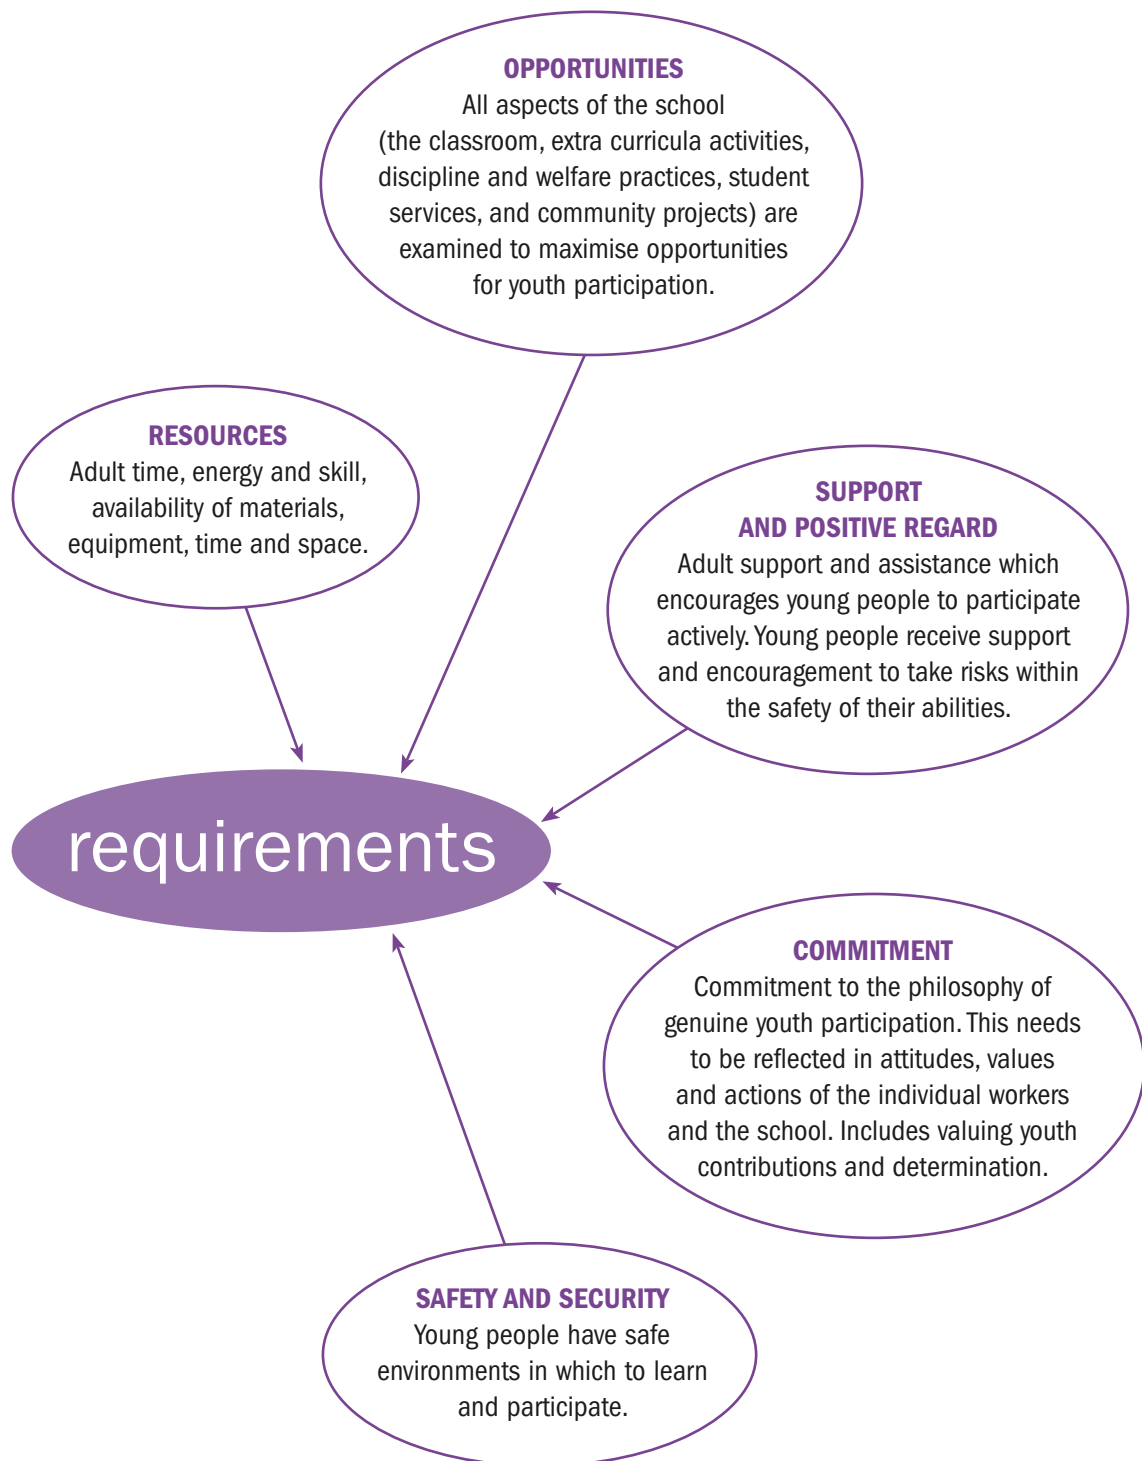 OPPORTUNITIES
All aspects of the school
(the classroom, extra curricula activities,
discipline and welfare practices, student
services, and community projects) are
examined to maximise opportunities
for youth participation.
RESOURCES
Adult time, energy and skill,
availability of materials,
equipment, time and space.
SUPPORT
AND POSITIVE REGARD
Adult support and assistance which
encourages young people to participate
actively. Young people receive support
and encouragement to take risks within
the safety of their abilities.
requirements
COMMITMENT
Commitment to the philosophy of
genuine youth participation. This needs
to be reflected in attitudes, values
and actions of the individual workers
and the school. Includes valuing youth
contributions and determination.
SAFETY AND SECURITY
Young people have safe
environments in which to learn
and participate.